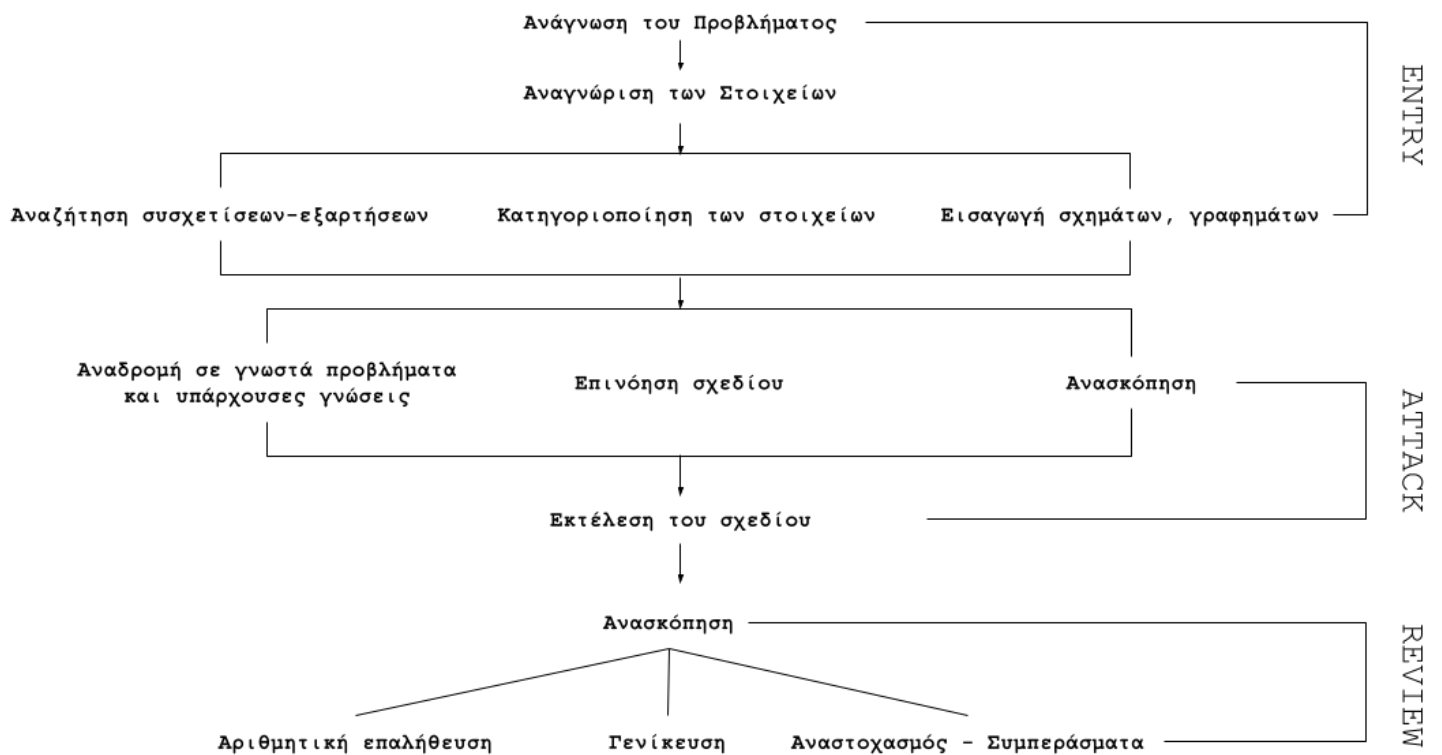 Ανάγνωση του Προβλήματος
ENTRY
Αναγνώριση των Στοιχείων
Αναζήτηση συσχετίσεων-εξαρτήσεων
Κατηγοριοποίηση των στοιχείων
Εισαγωγή σχημάτων, γραφημάτων
Αναδρομή σε γνωστά προβλήματα
και υπάρχουσες γνώσεις
Επινόηση σχεδίου
Ανασκόπηση
ATTACK
Εκτέλεση του σχεδίου
Ανασκόπηση
REVIEW
Αριθμητική επαλήθευση
Γενίκευση
Αναστοχασμός - Συμπεράσματα